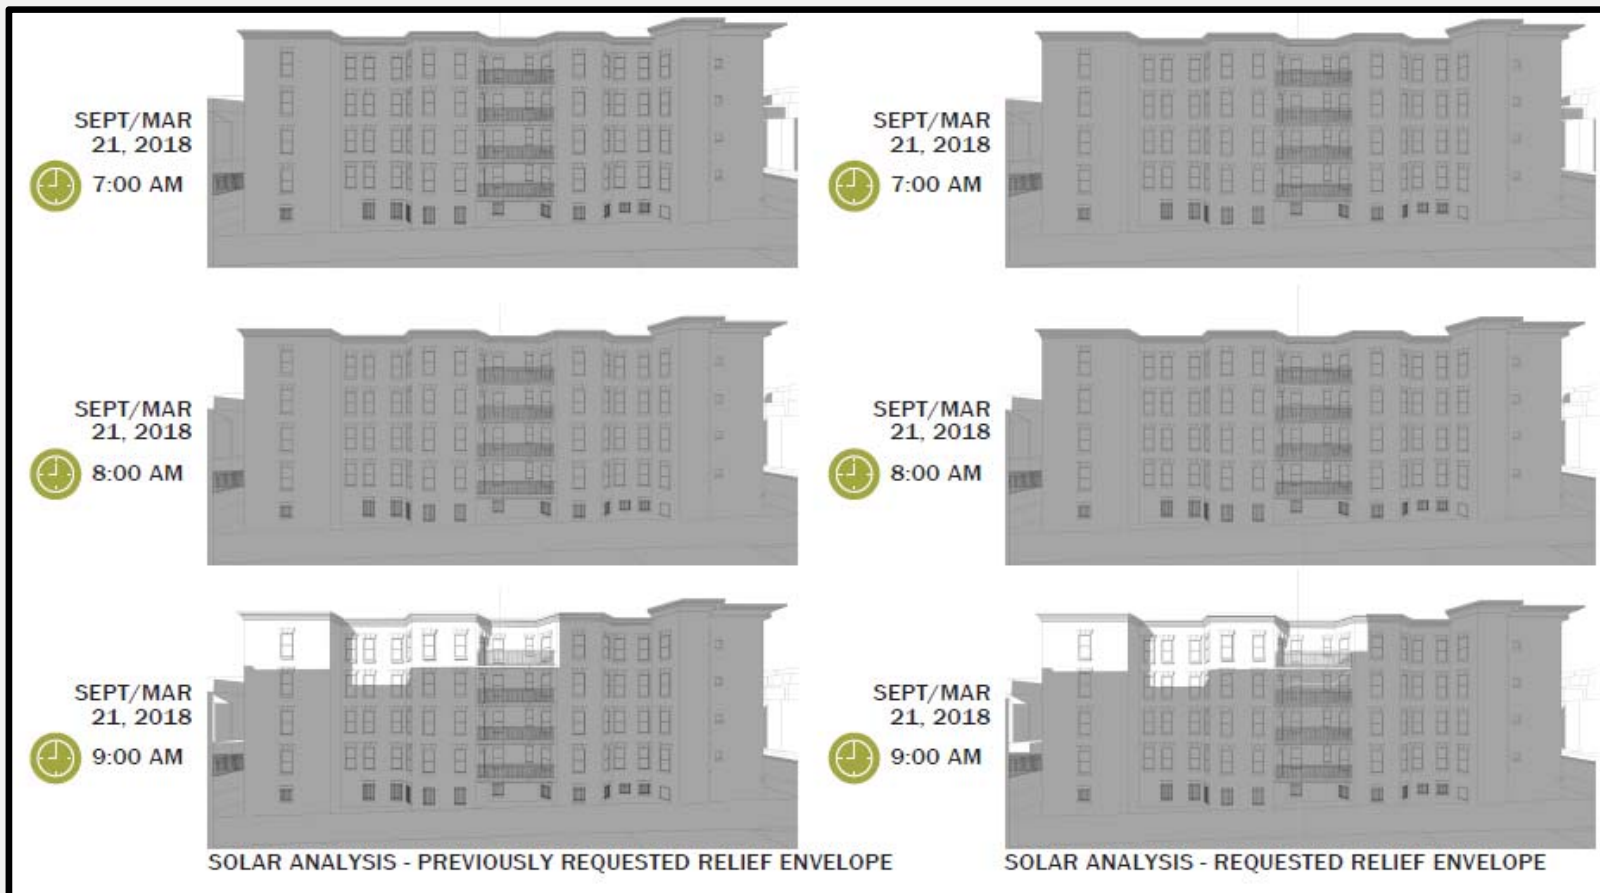 SEPT/MAR
21, 2018
7:00 AM
SEPT/MAR
21, 2018
7:00 AM
SEPT/MAR
21, 2018
8:00 AM
SEPT/MAR
21, 2018
8:00 AM
SEPT/MAR
21, 2018
9:00 AM
SEPT/MAR
21, 2018
9:00 AM
SOLAR ANALYSIS - PREVIOUSLY REQUESTED RELIEF ENVELOPE
SOLAR ANALYSIS - REQUESTED RELIEF ENVELOPE